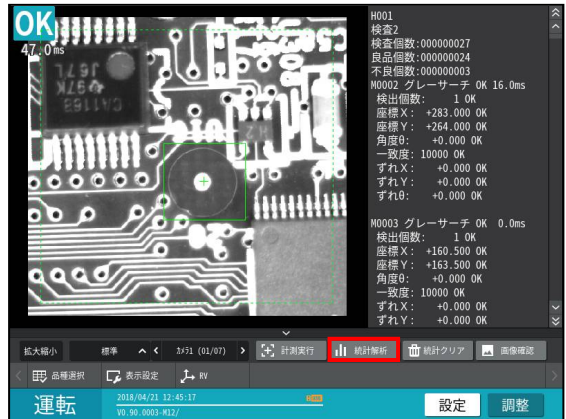 OK
47.0ms
H001
検査2
検査個数:000000027
良品個数:000000024
不良個数:000000003
M0002 グレーサーチ OK 16.0ms
検出個数: 1 OK
座標X: +283.000 OK
座標Y: +264.000 OK
角度θ: +0.000 OK
一致度: 10000 OK
ずれX: +0.000 OK
ずれY: +0.000 OK
ずれθ: +0.000 OK
M0003 グレーサーチ OK 0.0ms
検出個数: 1 OK
座標X: +160.500 OK
座標Y: +163.500 OK
角度θ: +0.000 OK
一致度: 10000 OK
ずれX: +0.000 OK
ずれY: +0.000 OK
拡大縮小 標準 カメラ1 (01/07) 計測実行 統計解析 統計クリア 画像確認
品種選択 表示設定 RV
運転 2018/04/21 12:45:17 設定 調整
V0.90.0003-M12/